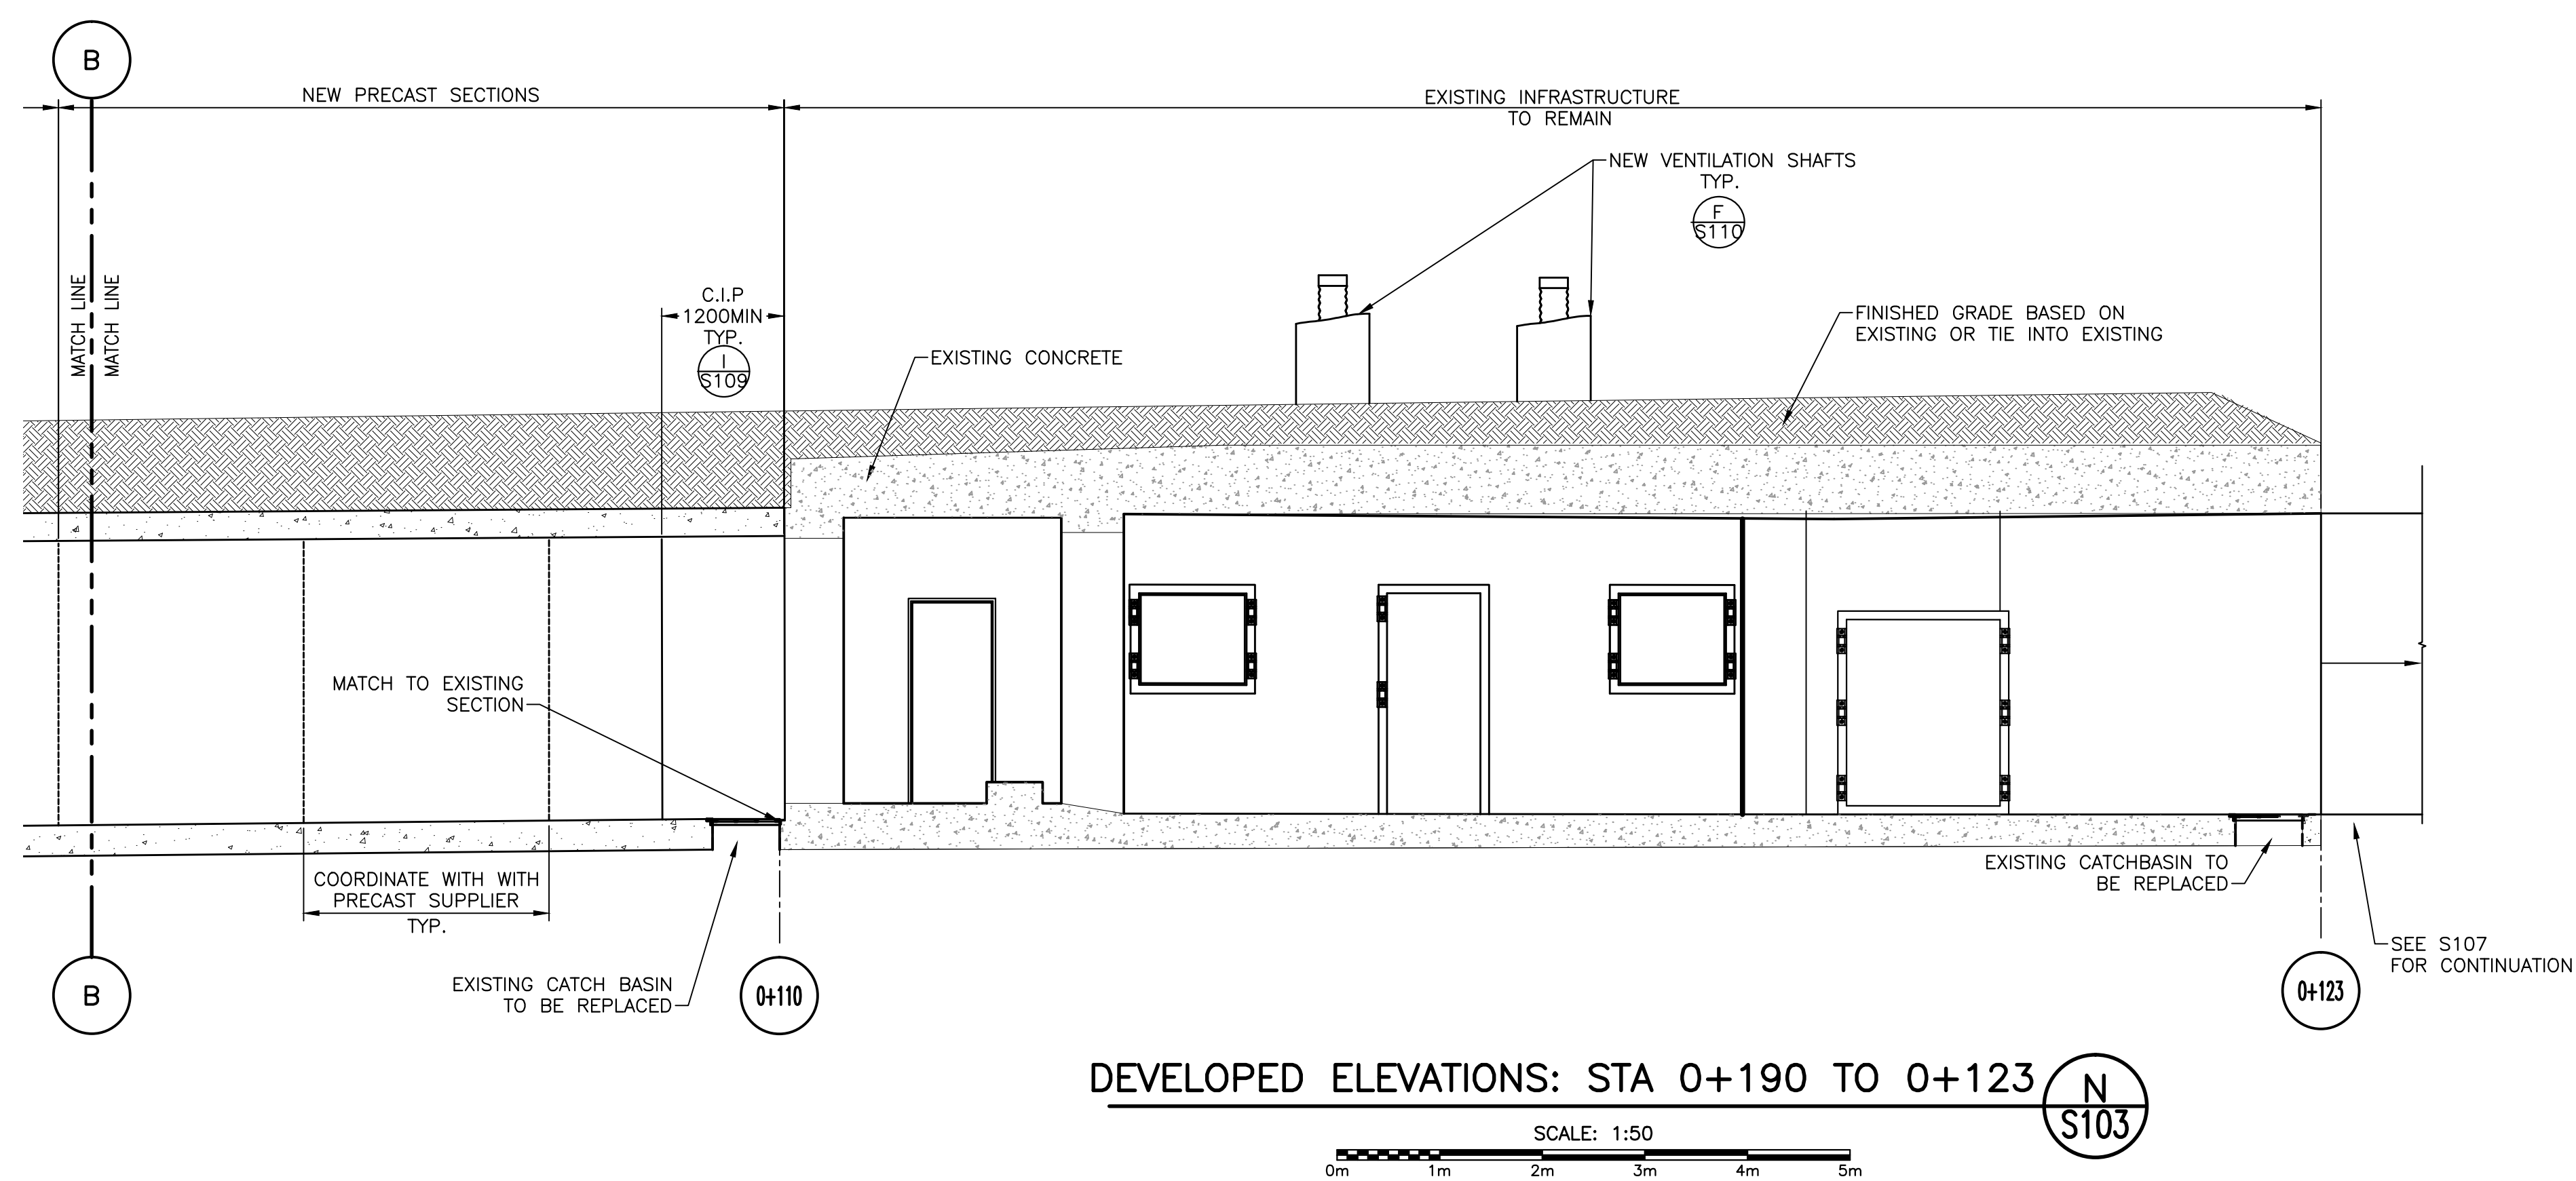 B
NEW PRECAST SECTIONS
EXISTING INFRASTRUCTURE
TO REMAIN
NEW VENTILATION SHAFTS
TYP.
F
S110
MATCH LINE
MATCH LINE
C.I.P
1200MIN
TYP.
I
S109
EXISTING CONCRETE
FINISHED GRADE BASED ON
EXISTING OR TIE INTO EXISTING
MATCH TO EXISTING
SECTION
COORDINATE WITH WITH
PRECAST SUPPLIER
TYP.
EXISTING CATCHBASIN TO
BE REPLACED
SEE S107
FOR CONTINUATION
EXISTING CATCH BASIN
TO BE REPLACED
B
0+110
0+123
DEVELOPED ELEVATIONS: STA 0+190 TO 0+123
N
S103
SCALE: 1:50
0m 1m 2m 3m 4m 5m